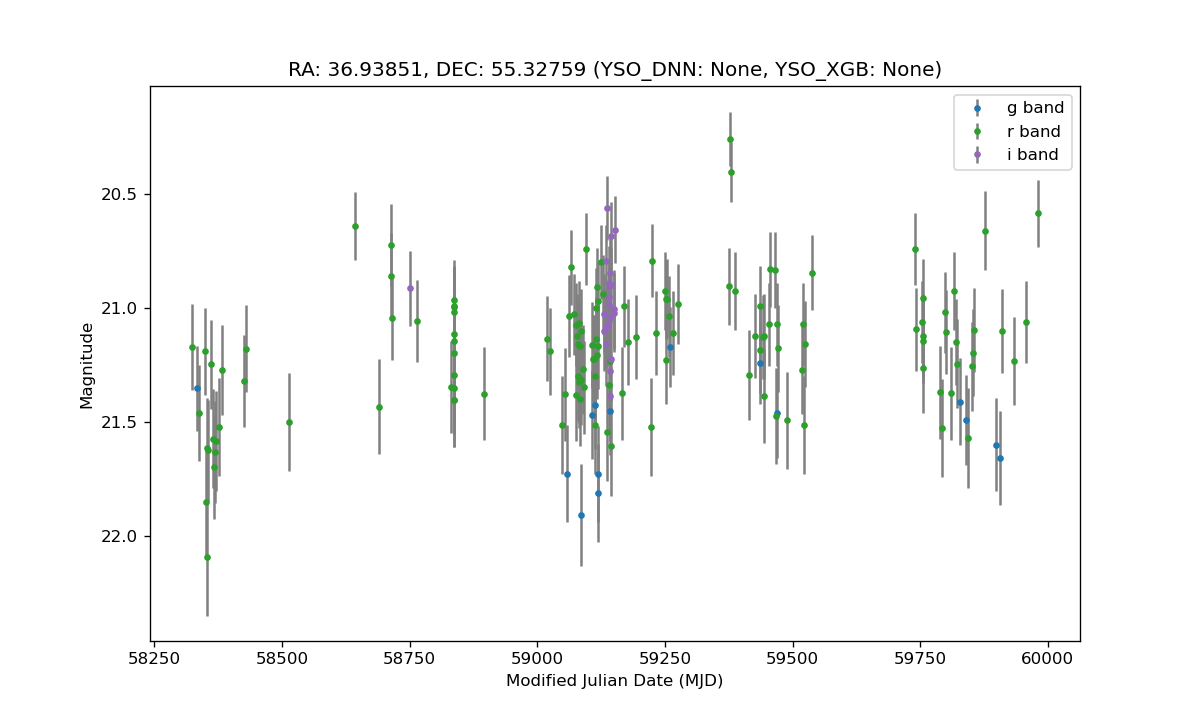 RA: 36.93851, DEC: 55.32759 (YSO_DNN: None, YSO_XGB: None)
g band
r band
i band
20.5
21.0
21.5
22.0
Magnitude
58250 58500 58750 59000 59250 59500 59750 60000
Modified Julian Date (MJD)